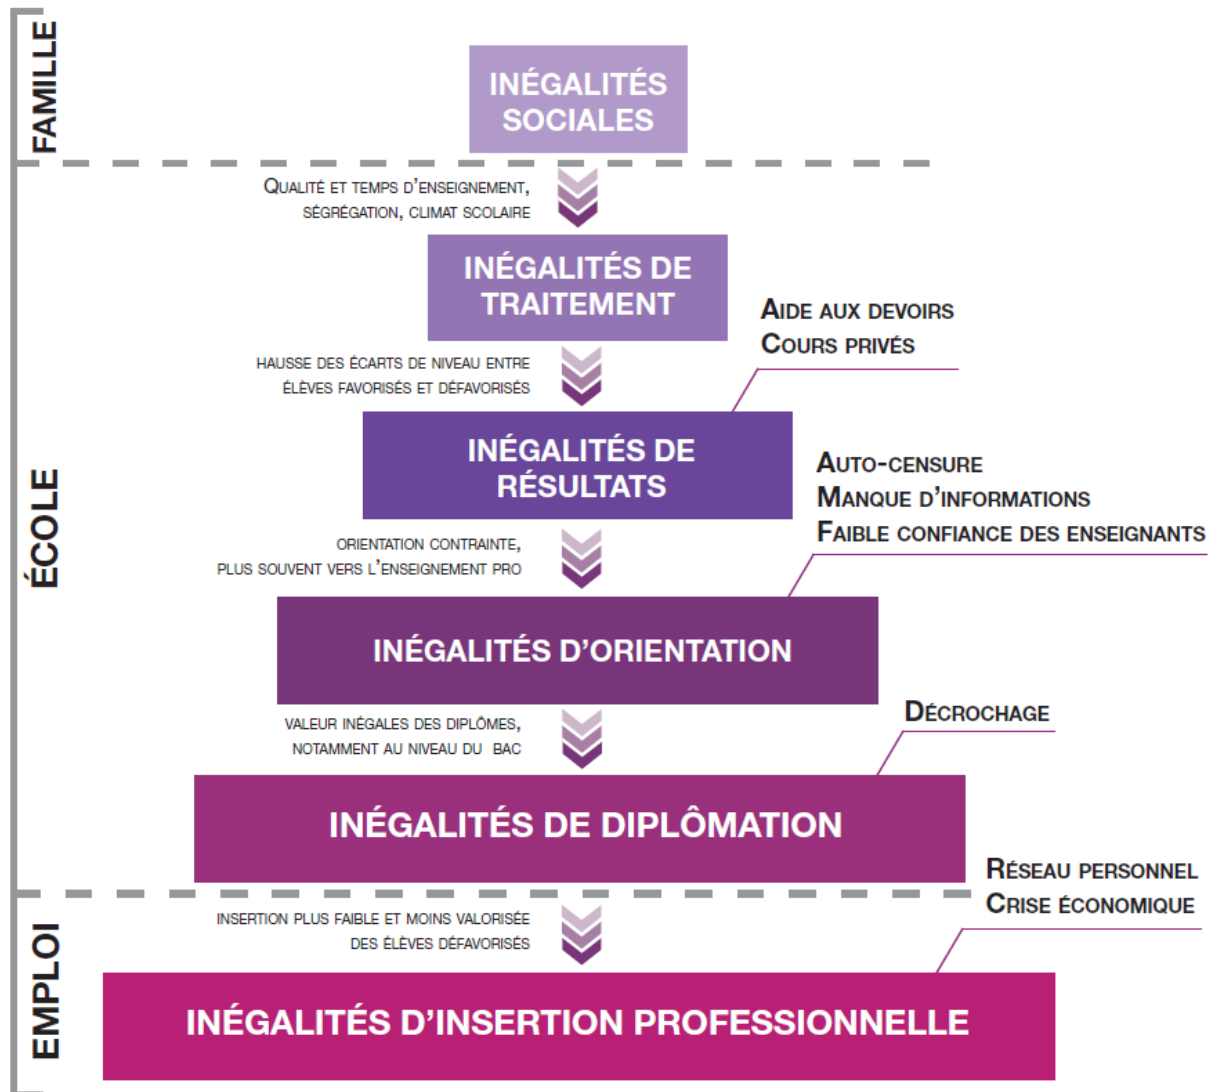 FAMILLE
INÉGALITÉS
SOCIALES
QUALITÉ ET TEMPS D'ENSEIGNEMENT,
SÉGRÉGATION, CLIMAT SCOLAIRE
ÉCOLE
INÉGALITÉS DE
TRAITEMENT
HAUSSE DES ÉCARTS DE NIVEAU ENTRE
ÉLÈVES FAVORISÉS ET DÉFAVORISÉS
AIDE AUX DEVOIRS
COURS PRIVÉS
INÉGALITÉS DE
RÉSULTATS
ORIENTATION CONTRAINTE,
PLUS SOUVENT VERS L'ENSEIGNEMENT PRO
AUTO-CENSURE
MANQUE D'INFORMATIONS
FAIBLE CONFIANCE DES ENSEIGNANTS
INÉGALITÉS D'ORIENTATION
VALEUR INÉGALES DES DIPLÔMES,
NOTAMMENT AU NIVEAU DU BAC
DÉCROCHAGE
INÉGALITÉS DE DIPLÔMATION
EMPLOI
INSERTION PLUS FAIBLE ET MOINS VALORISÉE
DES ÉLÈVES DÉFAVORISÉS
RÉSEAU PERSONNEL
CRISE ÉCONOMIQUE
INÉGALITÉS D'INSERTION PROFESSIONNELLE